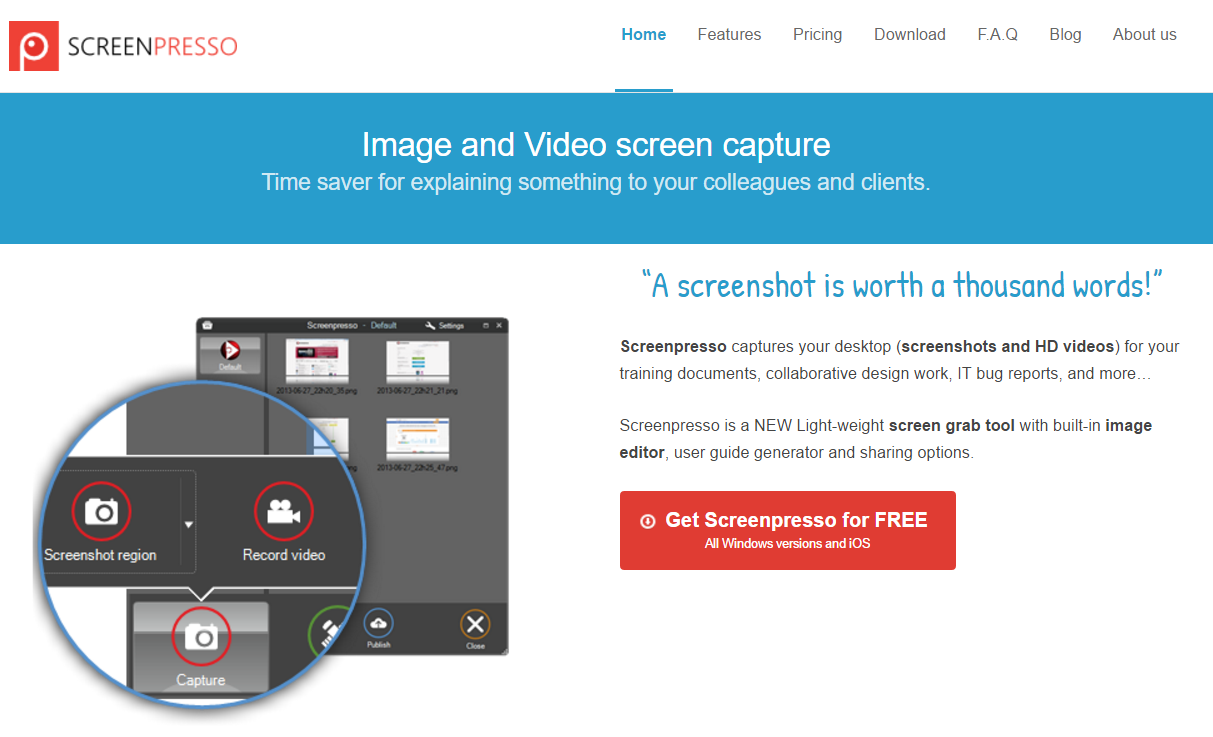 SCREENPRESSO
Home Features Pricing Download F.A.Q Blog About us
Image and Video screen capture
Time saver for explaining something to your colleagues and clients.
“A screenshot is worth a thousand words!”
Screenpresso captures your desktop (screenshots and HD videos) for your
training documents, collaborative design work, IT bug reports, and more…
Screenpresso is a NEW Light-weight screen grab tool with built-in image
editor, user guide generator and sharing options.
Get Screenpresso for FREE
All Windows versions and iOS
Screenpresso - Default Settings
Default
2013-06-27_22h20_35.png 2013-06-27_22h21_21.png
2013-06-27_22h25_47.png
Screenshot region Record video
Capture Publish Close